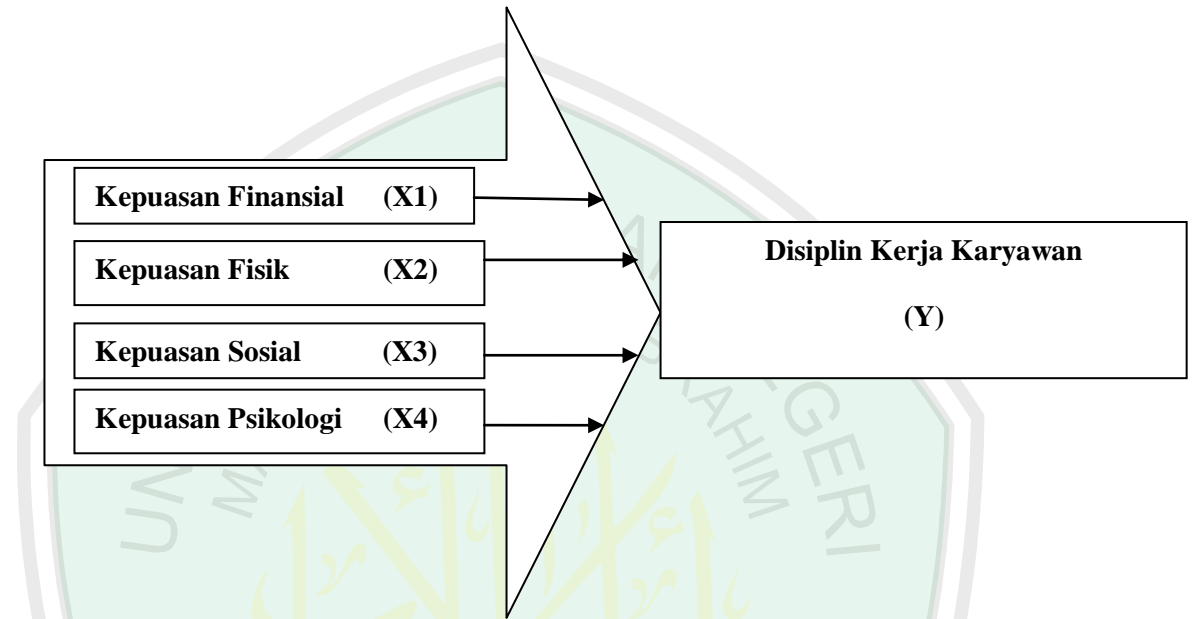 Kepuasan Finansial (X1)
Kepuasan Fisik (X2)
Kepuasan Sosial (X3)
Kepuasan Psikologi (X4)
Disiplin Kerja Karyawan
(Y)